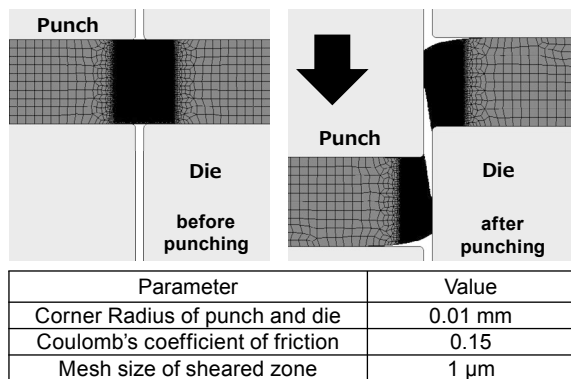 Punch
Die
before
punching
Punch
Die
after
punching
Parameter Value
Corner Radius of punch and die 0.01 mm
Coulomb's coefficient of friction 0.15
Mesh size of sheared zone 1 μm